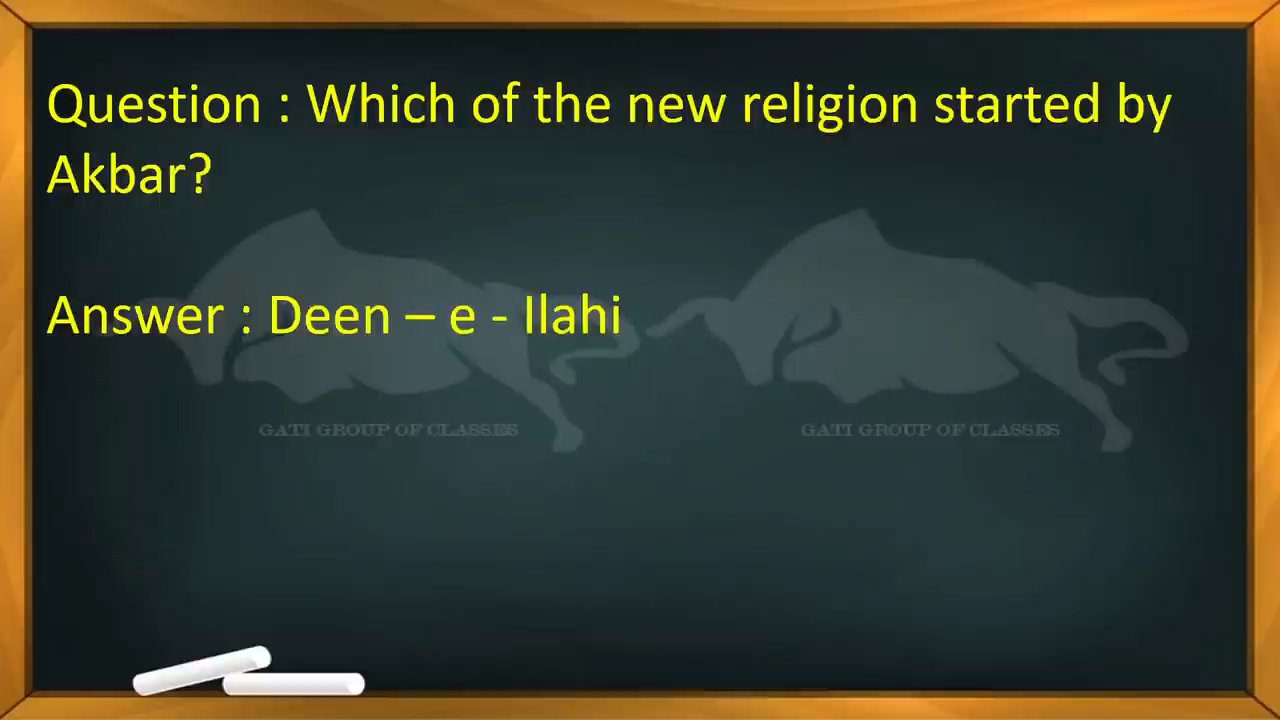 Question : Which of the new religion started by
Akbar?
Answer : Deen – e - Ilahi
GATI GROUP OF CLASSES
GATI GROUP OF CLASSES